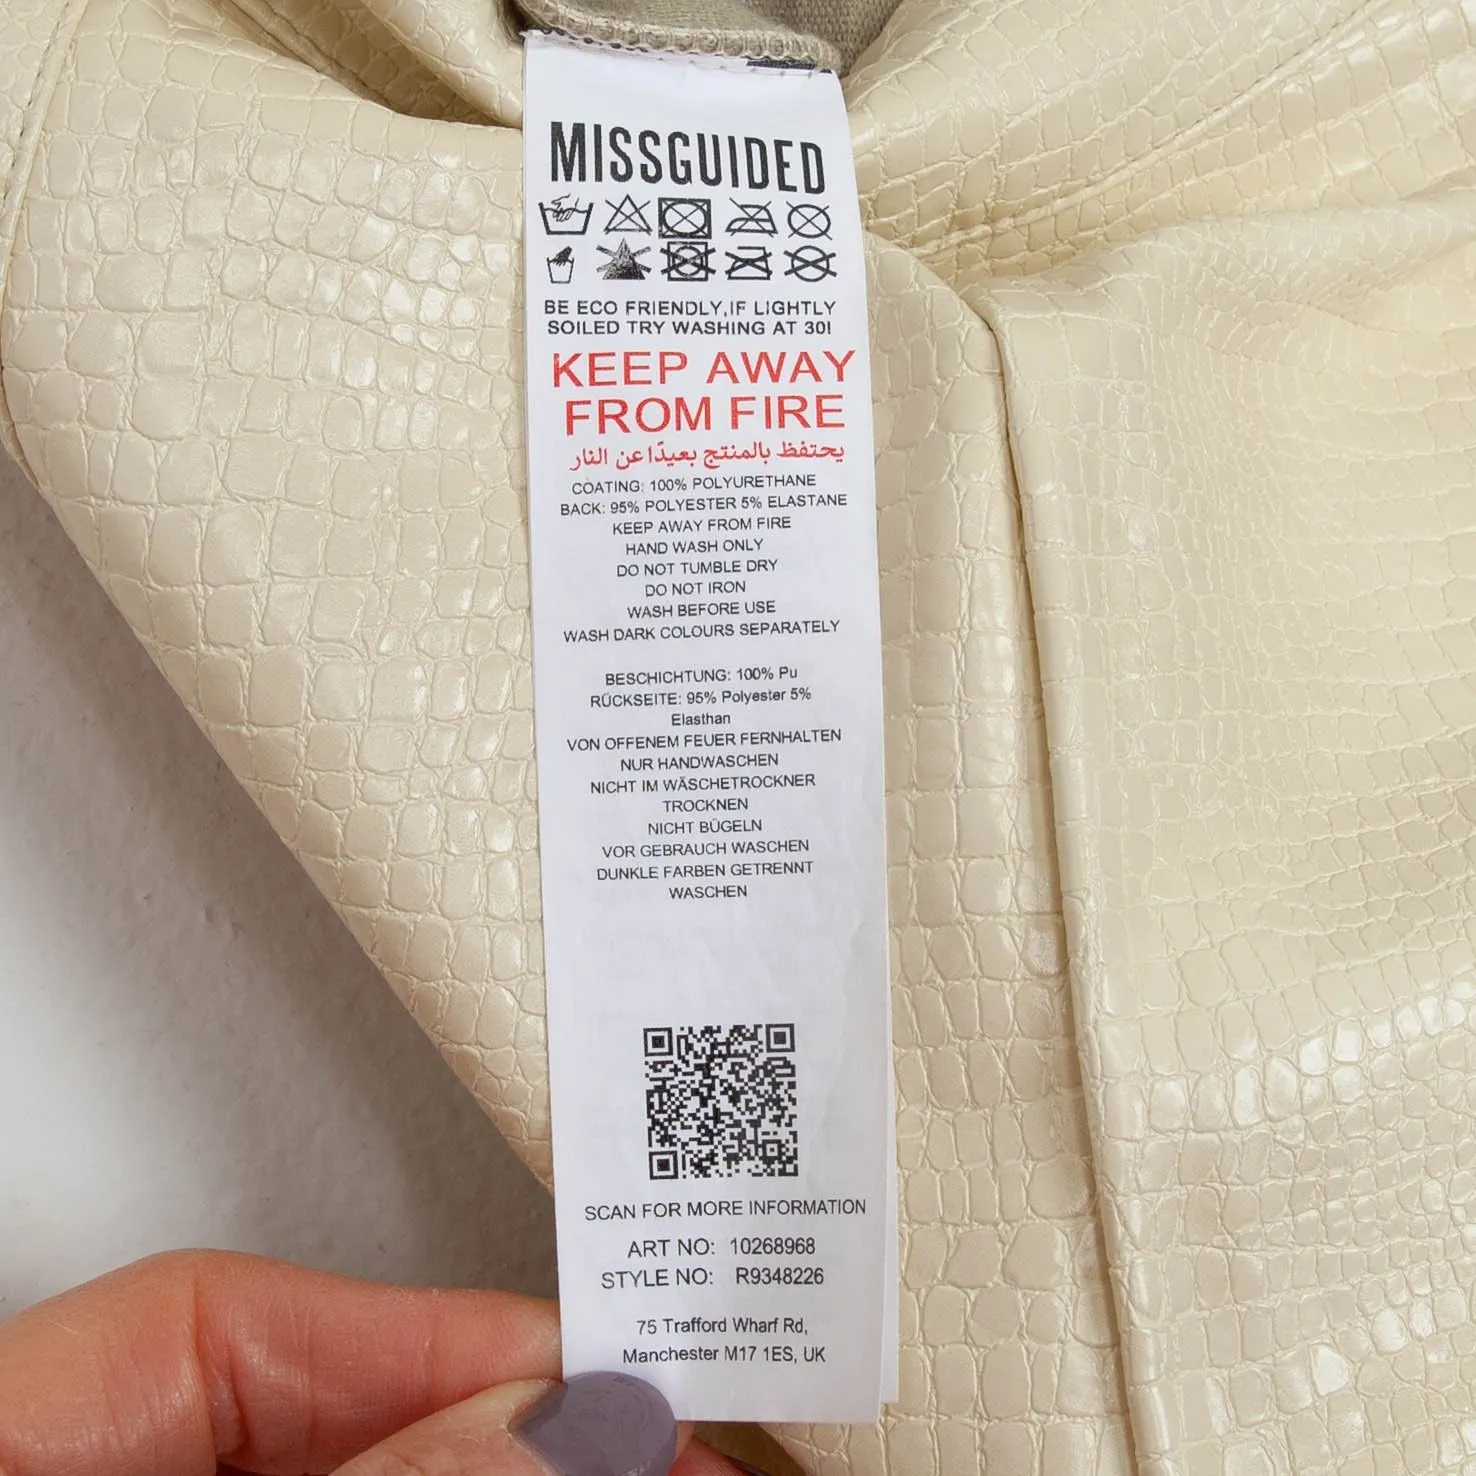 MISSGUIDED
BE ECO FRIENDLY,IF LIGHTLY
SOILED TRY WASHING AT 30!
KEEP AWAY
FROM FIRE
يحتفظ بالمنتج بعيدًا عن النار
COATING: 100% POLYURETHANE
BACK: 95% POLYESTER 5% ELASTANE
KEEP AWAY FROM FIRE
HAND WASH ONLY
DO NOT TUMBLE DRY
DO NOT IRON
WASH BEFORE USE
WASH DARK COLOURS SEPARATELY
BESCHICHTUNG: 100% Pu
RÜCKSEITE: 95% Polyester 5%
Elasthan
VON OFFENEM FEUER FERNHALTEN
NUR HANDWASCHEN
NICHT IM WÄSCHETROCKNER
TROCKNEN
NICHT BÜGELN
VOR GEBRAUCH WASCHEN
DUNKLE FARBEN GETRENNT
WASCHEN
SCAN FOR MORE INFORMATION
ART NO: 10268968
STYLE NO: R9348226
75 Trafford Wharf Rd,
Manchester M17 1ES, UK